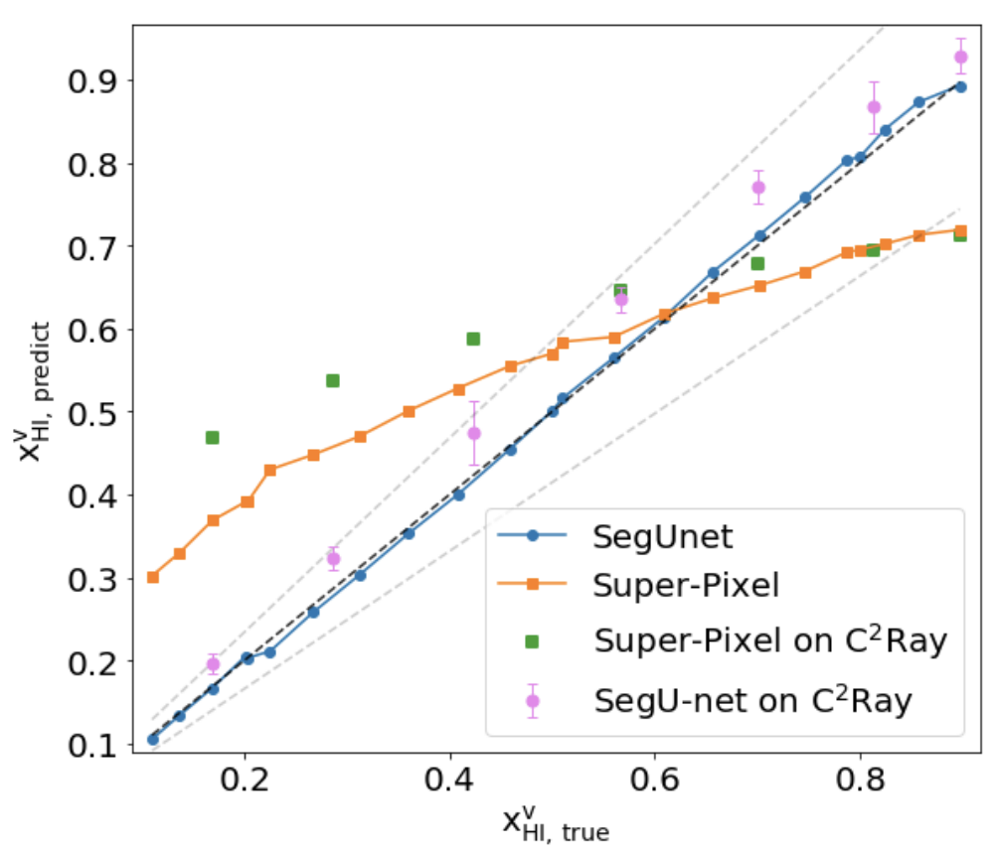 0.9
0.8
0.7
0.6
0.5
0.4
0.3
0.2
0.1
x^v_HI, predict
SegUnet
Super-Pixel
Super-Pixel on C²Ray
SegU-net on C²Ray
0.2 0.4 0.6 0.8
x^v_HI, true